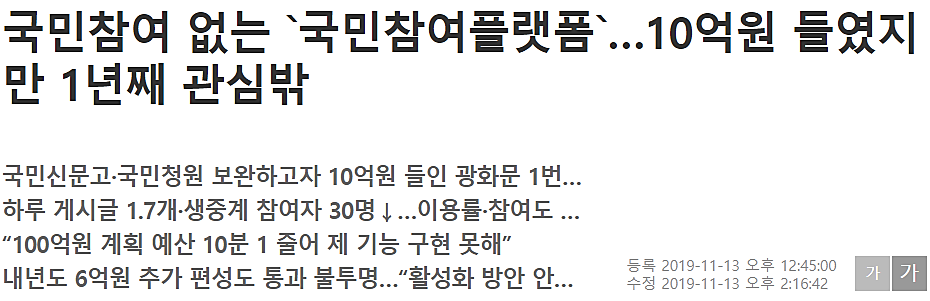 국민참여 없는 `국민참여플랫폼`...10억원 들였지
만 1년째 관심밖
국민신문고·국민청원 보완하고자 10억원 들인 광화문 1번...
하루 게시글 1.7개·생중계 참여자 30명↓...이용률·참여도 ...
“100억원 계획 예산 10분 1 줄어 제 기능 구현 못해”
내년도 6억원 추가 편성도 통과 불투명...“활성화 방안 안...
등록 2019-11-13 오후 12:45:00
수정 2019-11-13 오후 2:16:42
가 가